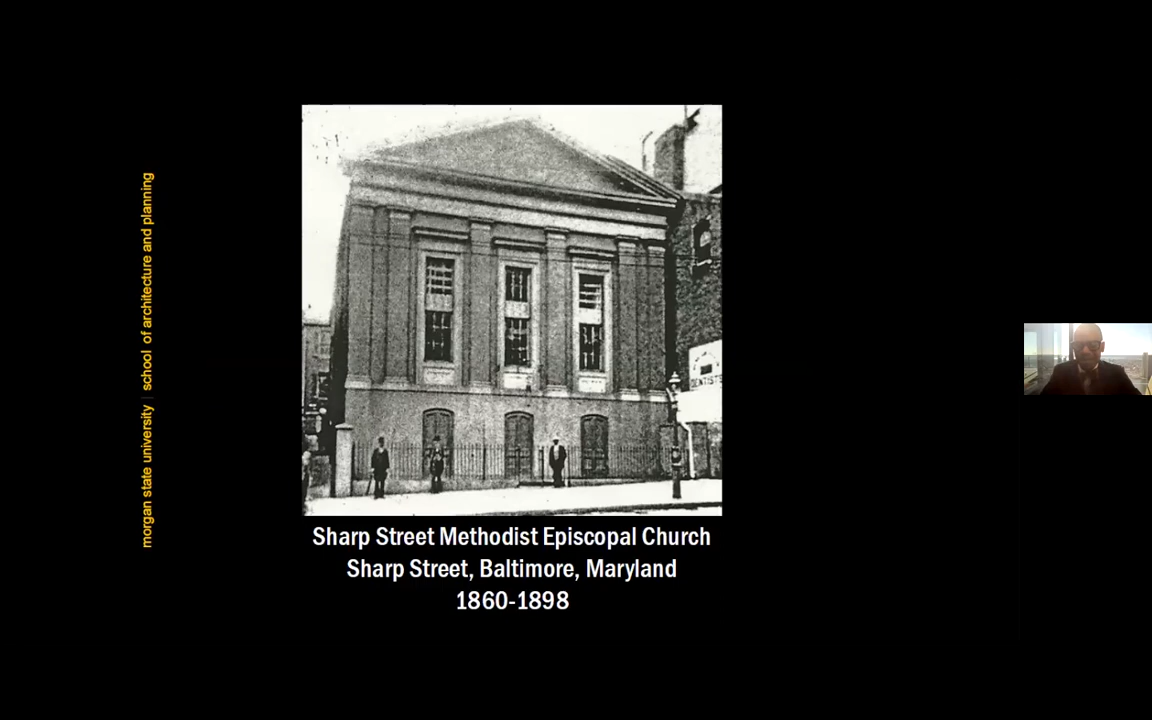 morgan state university | school of architecture and planning
DENTISTS
Sharp Street Methodist Episcopal Church
Sharp Street, Baltimore, Maryland
1860-1898